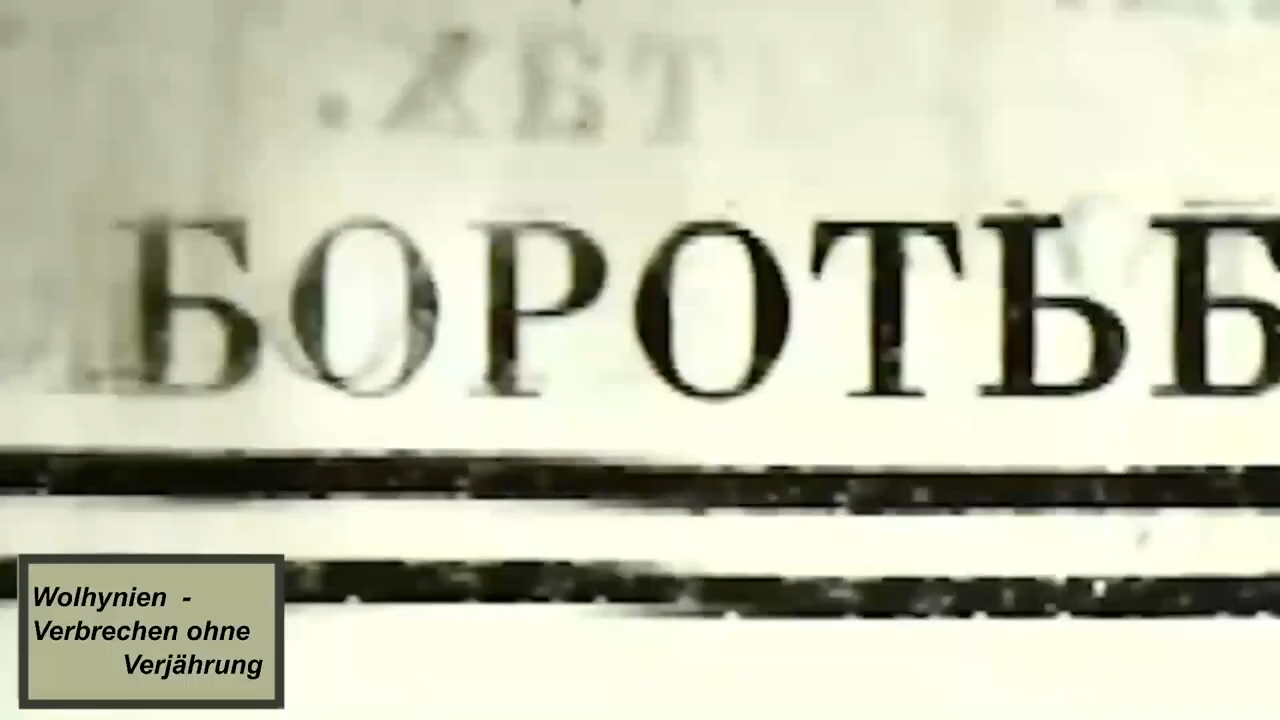 БОРОТЬБ
Wolhynien -
Verbrechen ohne
Verjährung